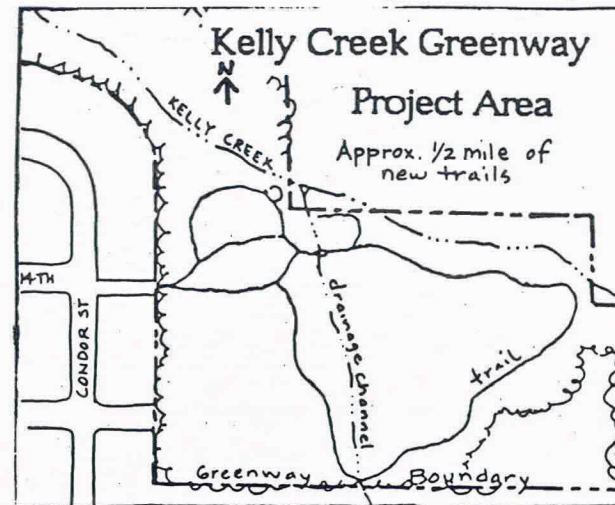 Kelly Creek Greenway
N
Project Area
KELLY CREEK
Approx. 1/2 mile of
new trails
14TH
CONDOR ST
drainage channel
trail
Greenway Boundary